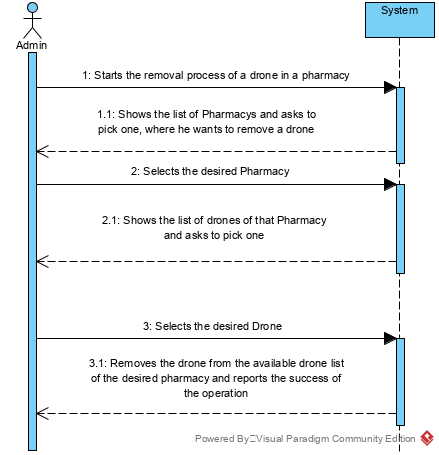 System
Admin
1: Starts the removal process of a drone in a pharmacy
1.1: Shows the list of Pharmacys and asks to
pick one, where he wants to remove a drone
2: Selects the desired Pharmacy
2.1: Shows the list of drones of that Pharmacy
and asks to pick one
3: Selects the desired Drone
3.1: Removes the drone from the available drone list
of the desired pharmacy and reports the success of
the operation
Powered By Visual Paradigm Community Edition